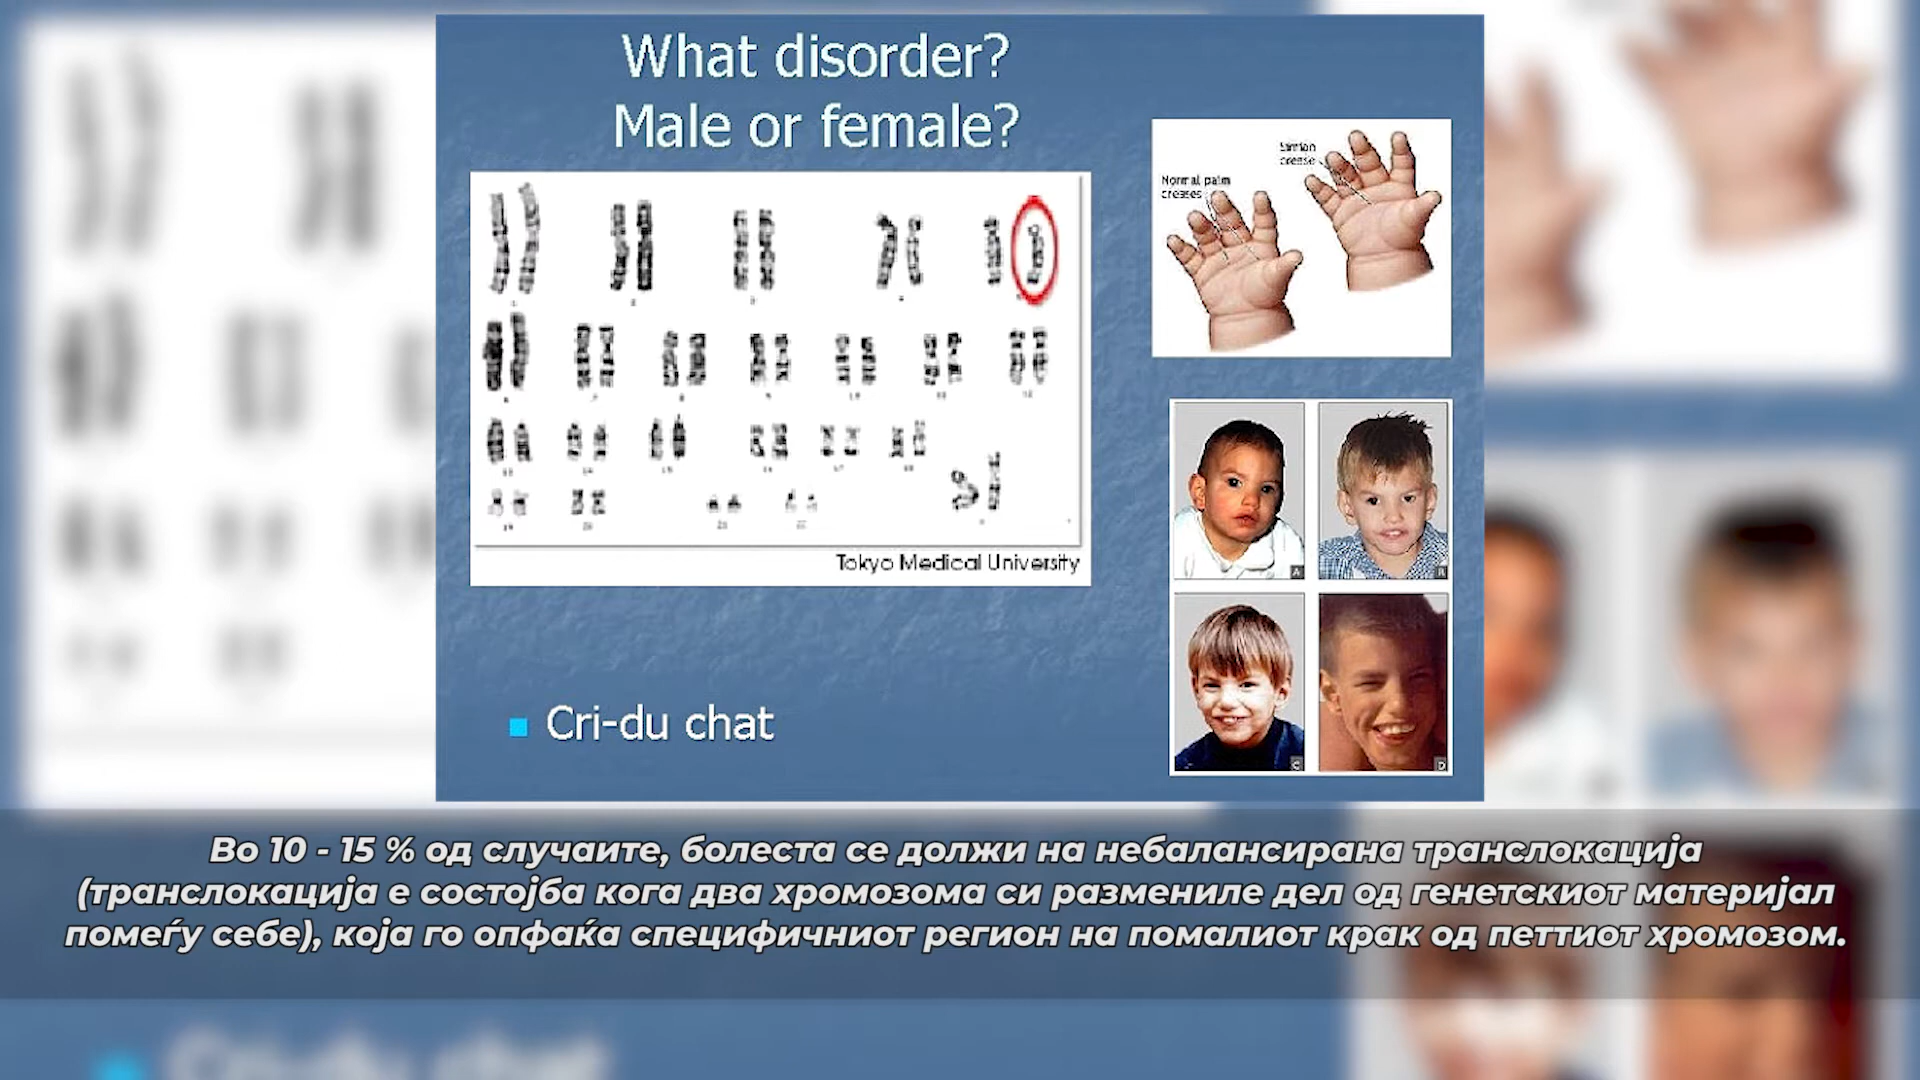 What disorder?
Male or female?
Simian
crease
Normal palm
creases
Tokyo Medical University
A
B
C
D
Cri-du chat
Во 10 - 15 % од случаите, болеста се должи на небалансирана транслокација
(транслокација е состојба кога два хромозома си размениле дел од генетскиот материјал
помеѓу себе), која го опфаќа специфичниот регион на помалиот крак од петтиот хромозом.